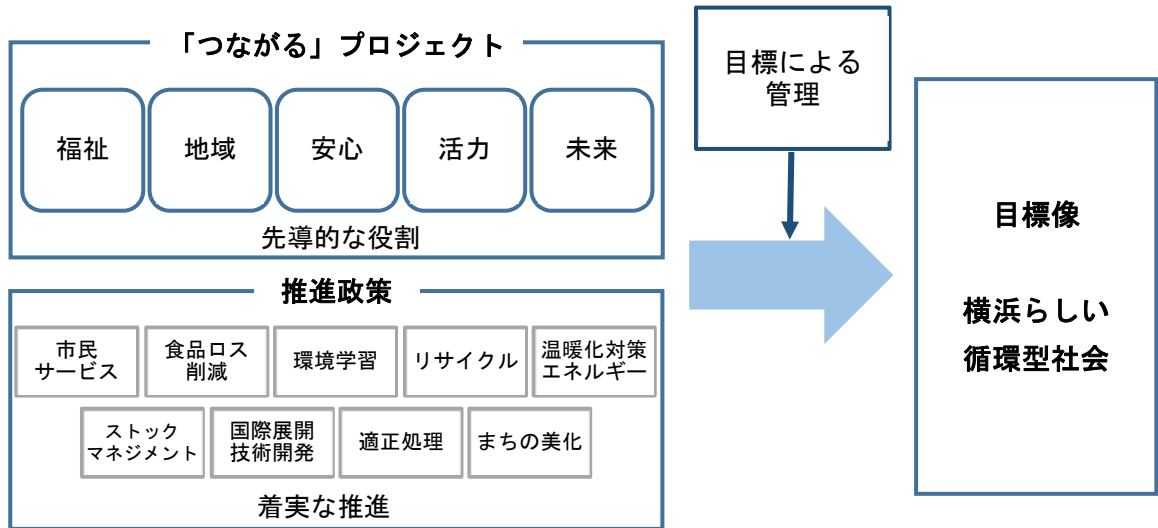 「つながる」プロジェクト
福祉
地域
安心
活力
未来
先導的な役割
推進政策
市民
サービス
食品ロス
削減
環境学習
リサイクル
温暖化対策
エネルギー
ストック
マネジメント
国際展開
技術開発
適正処理
まちの美化
着実な推進
目標による
管理
目標像
横浜らしい
循環型社会